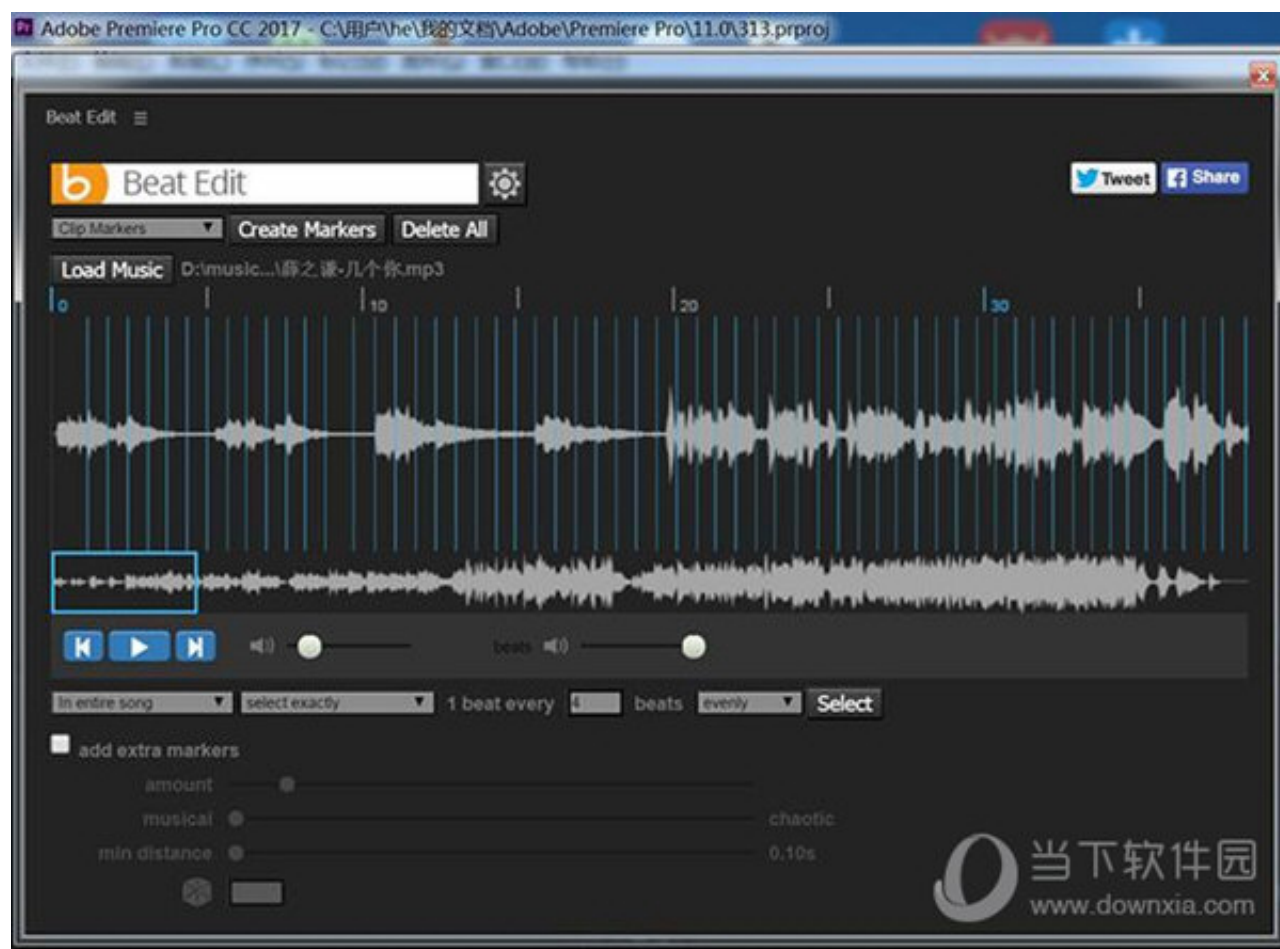 Adobe Premiere Pro CC 2017 - C:\用户\he\我的文档\Adobe\Premiere Pro\11.0\313.prproj
Beat Edit
b Beat Edit
Tweet Share
Clip Markers Create Markers Delete All
Load Music D:\music...\薛之谦-几个你.mp3
0 10 20 30
beats
In entire song select exactly 1 beat every 4 beats evenly Select
add extra markers
amount
musical chaotic
min distance 0.10s
当下软件园
www.downxia.com